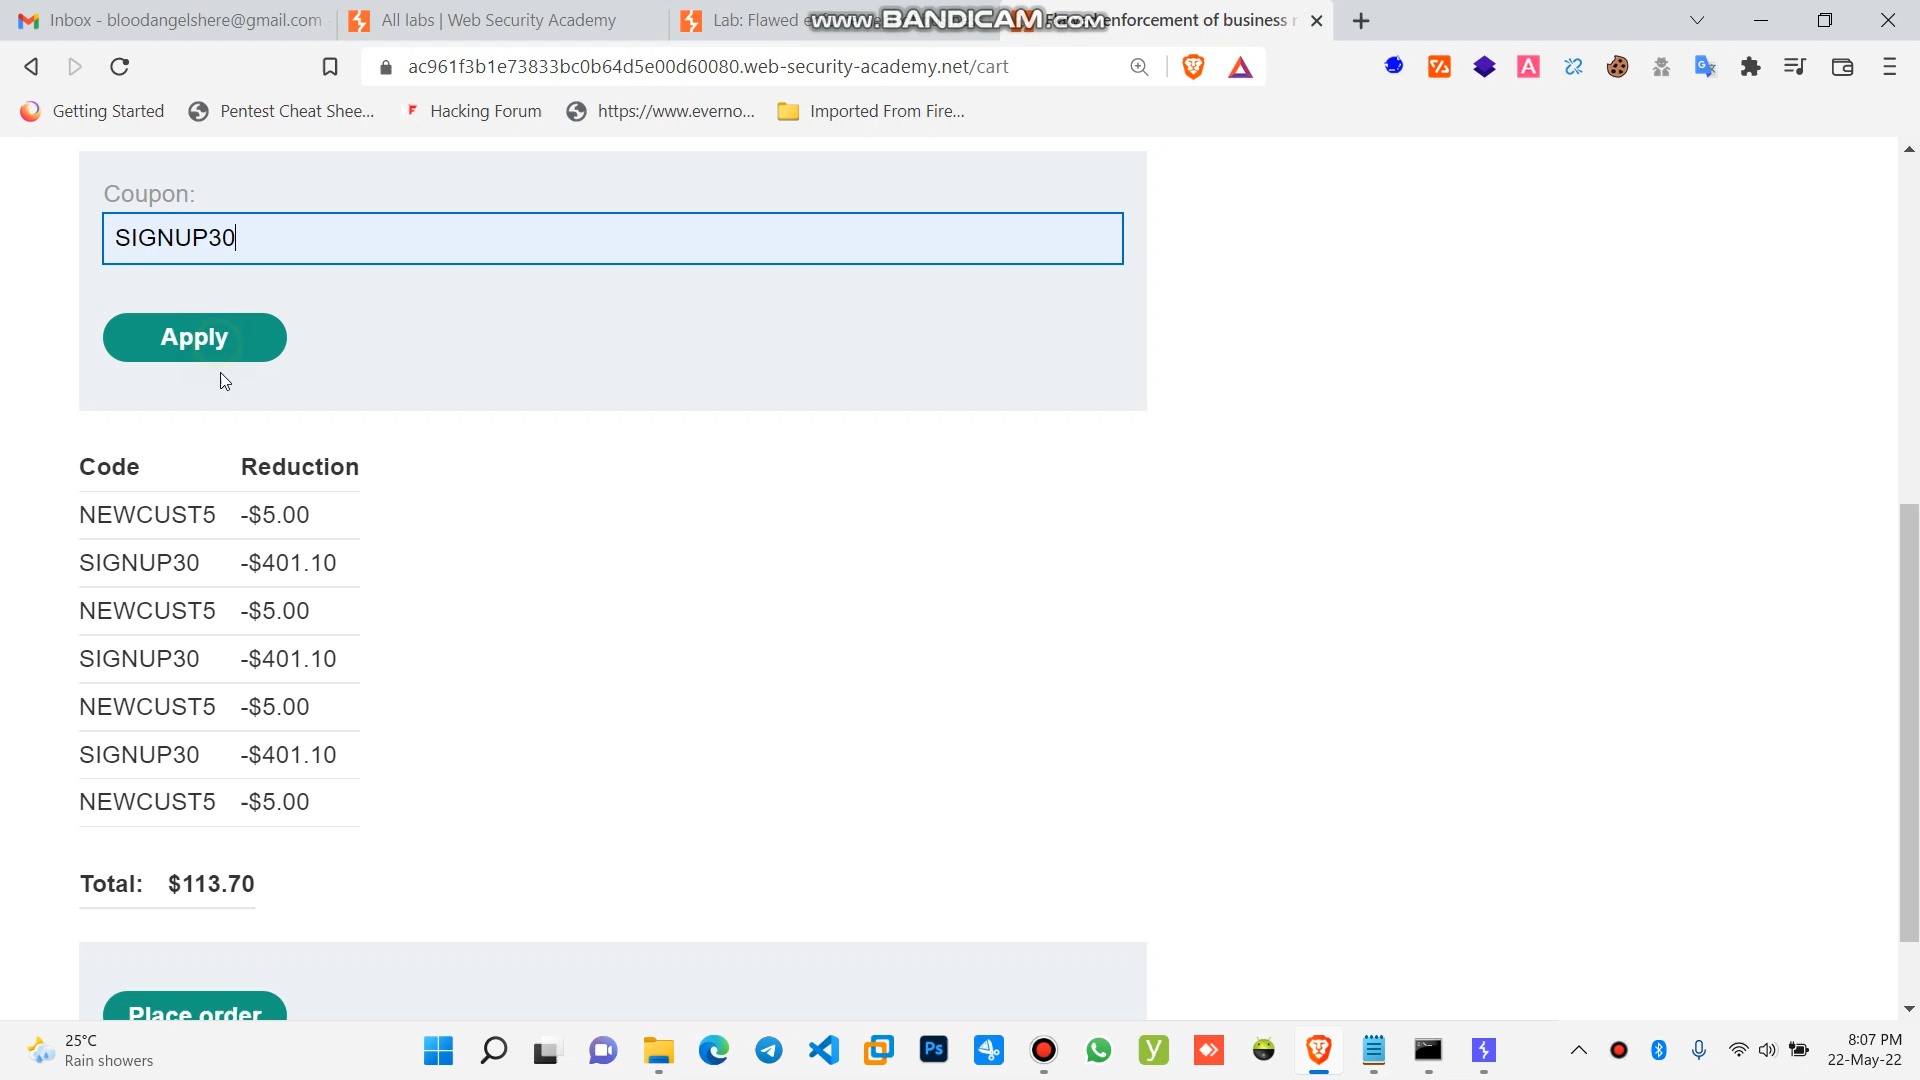 Inbox - bloodangelshere@gmail.com
All labs | Web Security Academy
Lab: Flawed
enforcement of business
www.BANDICAM.com
ac961f3b1e73833bc0b64d5e00d60080.web-security-academy.net/cart
Getting Started
Pentest Cheat Shee...
Hacking Forum
https://www.everno...
Imported From Fire...
Coupon:
SIGNUP30
Apply
Code Reduction
NEWCUST5 -$5.00
SIGNUP30 -$401.10
NEWCUST5 -$5.00
SIGNUP30 -$401.10
NEWCUST5 -$5.00
SIGNUP30 -$401.10
NEWCUST5 -$5.00
Total: $113.70
Place order
25°C
Rain showers
8:07 PM
22-May-22